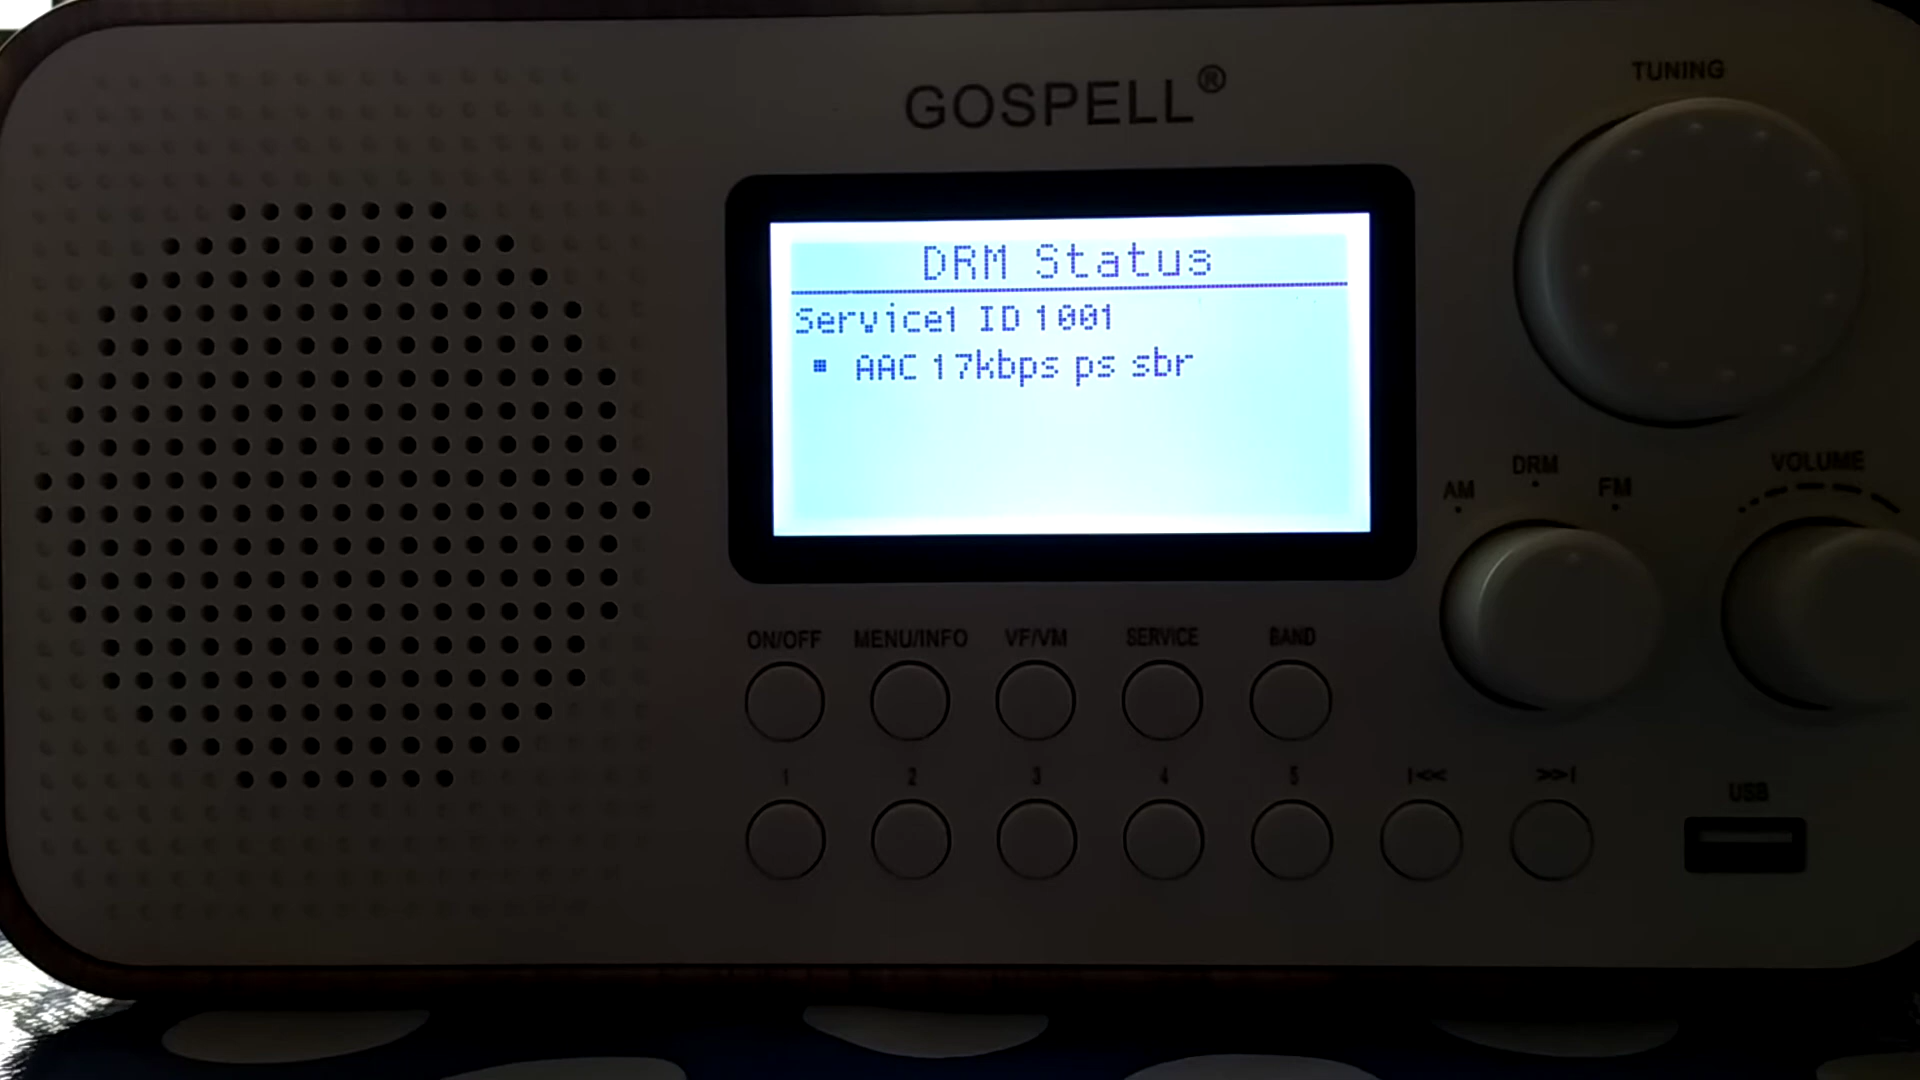 GOSPELL®
TUNING
DRM Status
Service1 ID 1001
▪ AAC 17kbps ps sbr
AM
DRM
FM
VOLUME
ON/OFF
MENU/INFO
VF/VM
SERVICE
BAND
1
2
3
4
5
I<<
>>I
USB